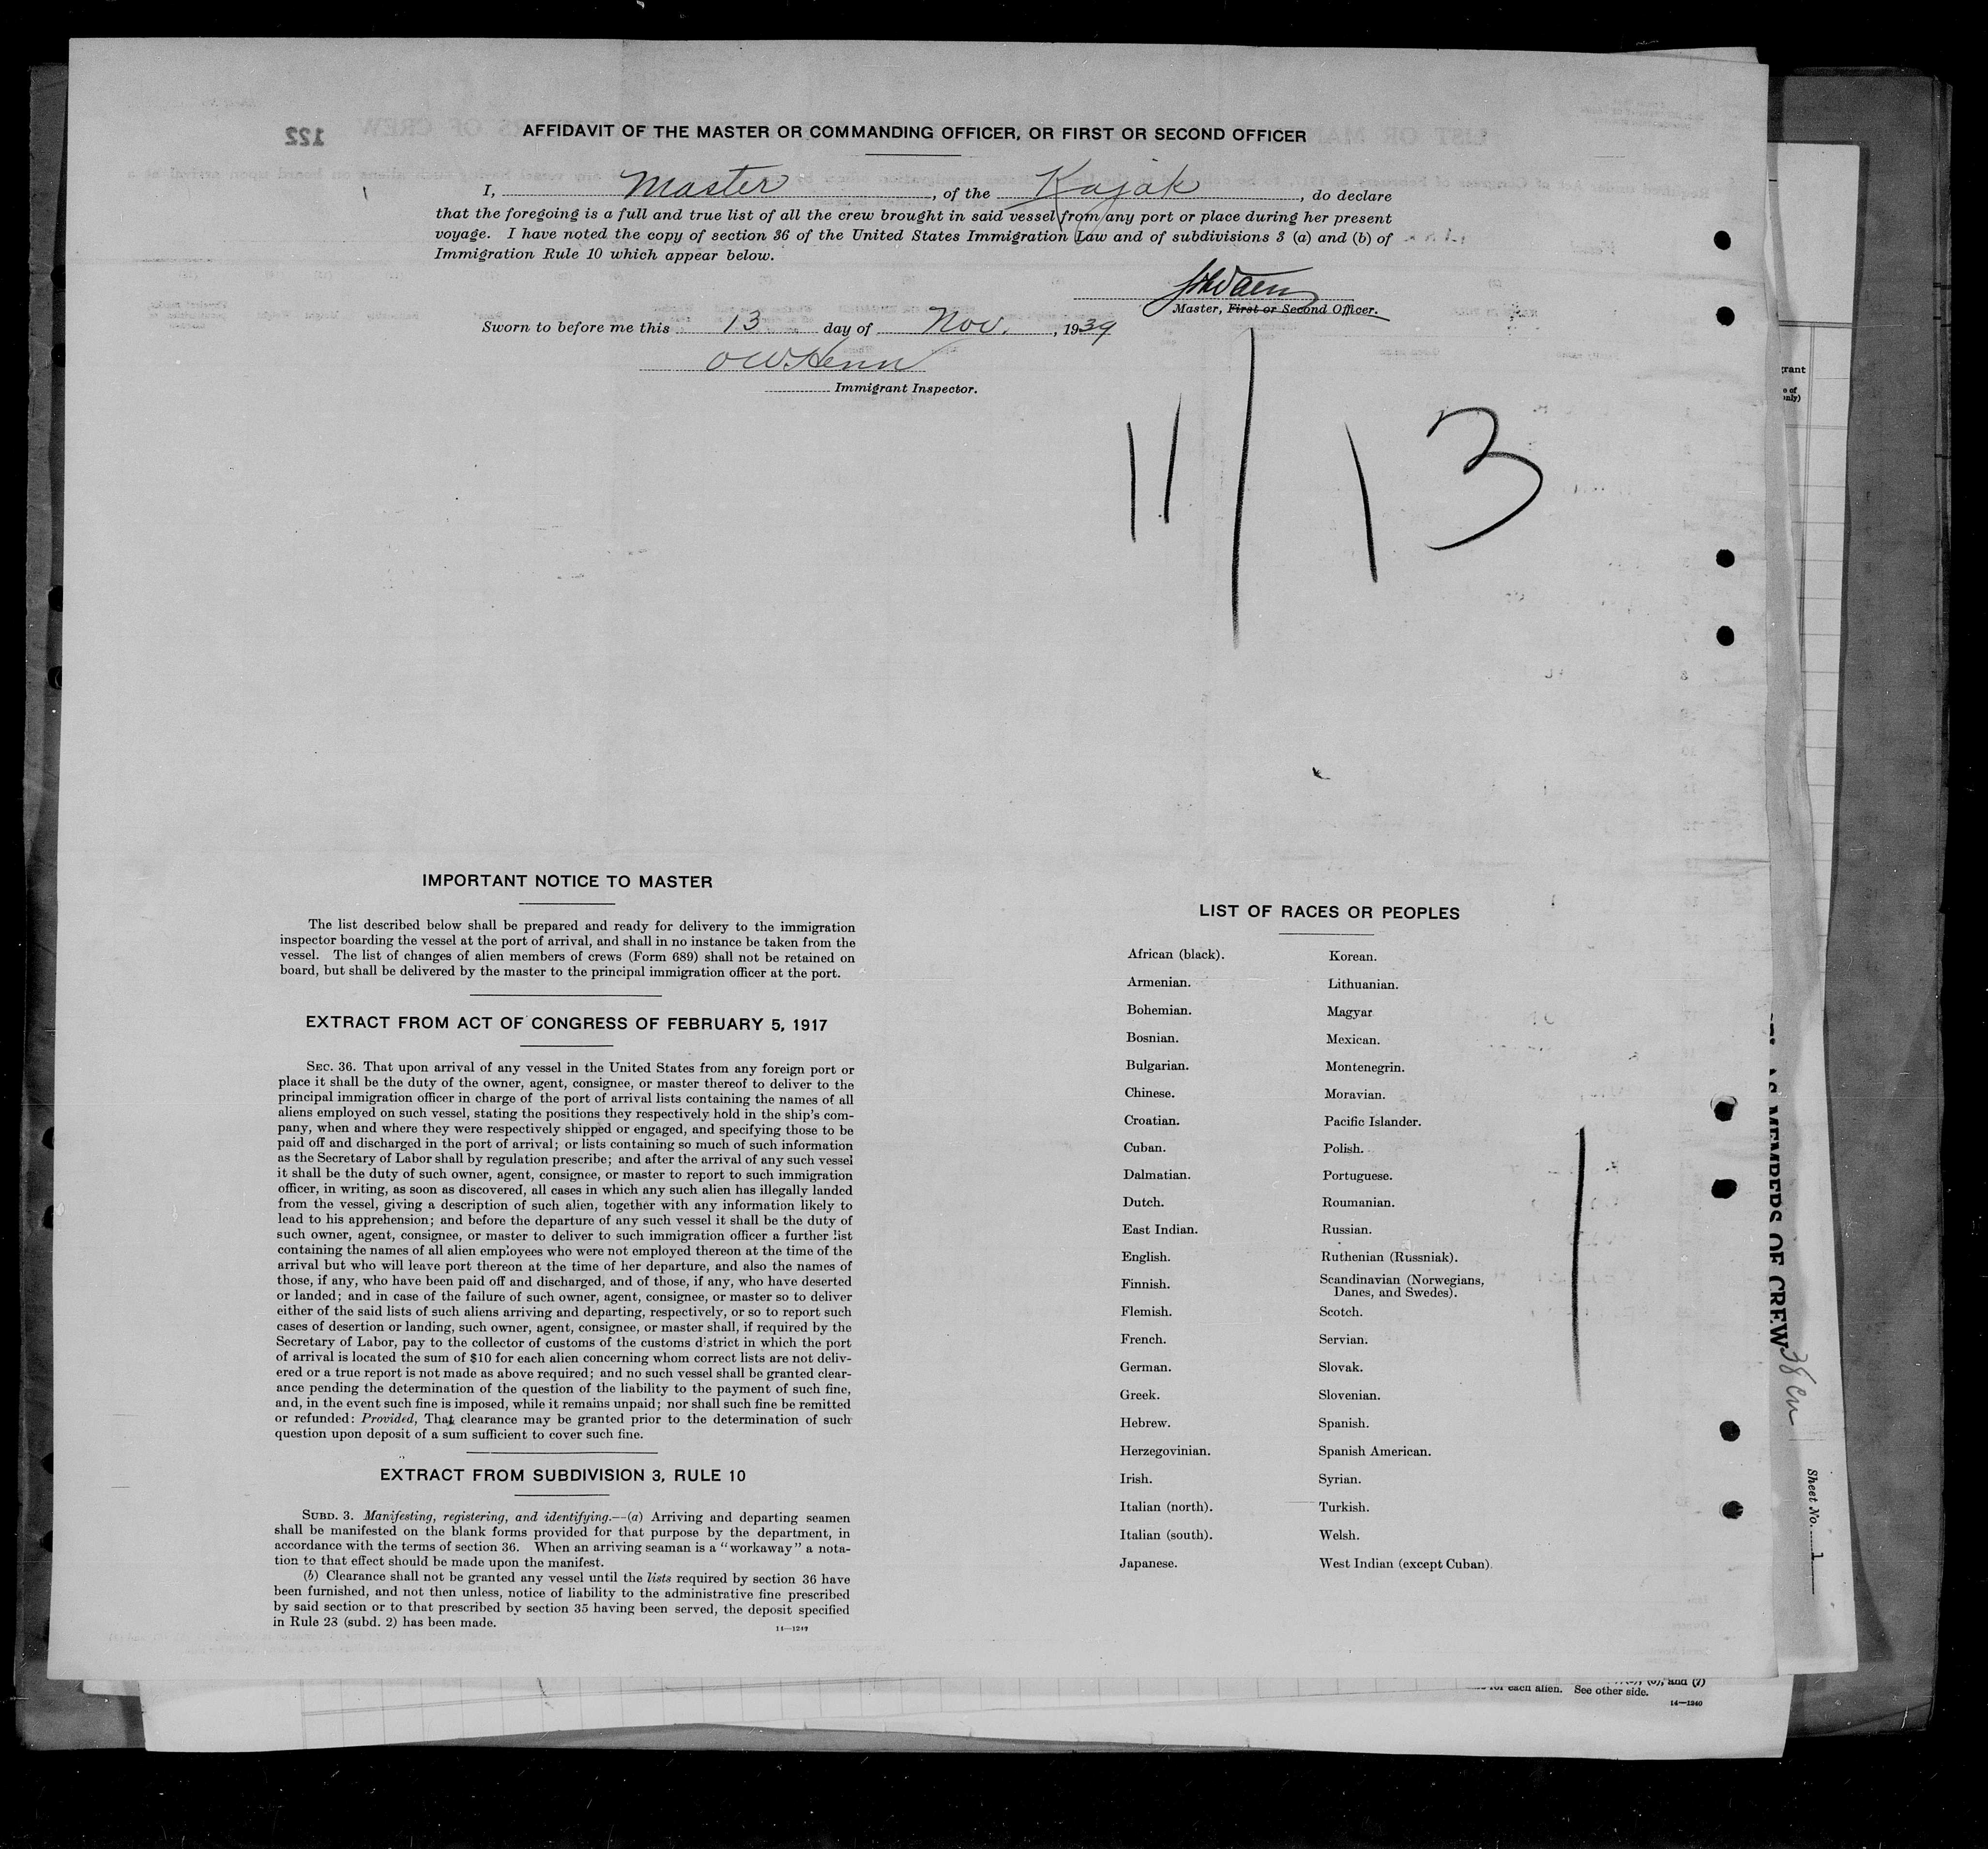 122
AFFIDAVIT OF THE MASTER OR COMMANDING OFFICER, OR FIRST OR SECOND OFFICER
I, Master, of the Kajak, do declare
that the foregoing is a full and true list of all the crew brought in said vessel from any port or place during her present
voyage. I have noted the copy of section 36 of the United States Immigration Law and of subdivisions 3 (a) and (b) of
Immigration Rule 10 which appear below.
Master, First or Second Officer.
Sworn to before me this 13 day of Nov., 1939
O W Henn
Immigrant Inspector.
11/13
IMPORTANT NOTICE TO MASTER
The list described below shall be prepared and ready for delivery to the immigration
inspector boarding the vessel at the port of arrival, and shall in no instance be taken from the
vessel. The list of changes of alien members of crews (Form 689) shall not be retained on
board, but shall be delivered by the master to the principal immigration officer at the port.
EXTRACT FROM ACT OF CONGRESS OF FEBRUARY 5, 1917
SEC. 36. That upon arrival of any vessel in the United States from any foreign port or
place it shall be the duty of the owner, agent, consignee, or master thereof to deliver to the
principal immigration officer in charge of the port of arrival lists containing the names of all
aliens employed on such vessel, stating the positions they respectively hold in the ship's com-
pany, when and where they were respectively shipped or engaged, and specifying those to be
paid off and discharged in the port of arrival; or lists containing so much of such information
as the Secretary of Labor shall by regulation prescribe; and after the arrival of any such vessel
it shall be the duty of such owner, agent, consignee, or master to report to such immigration
officer, in writing, as soon as discovered, all cases in which any such alien has illegally landed
from the vessel, giving a description of such alien, together with any information likely to
lead to his apprehension; and before the departure of any such vessel it shall be the duty of
such owner, agent, consignee, or master to deliver to such immigration officer a further list
containing the names of all alien employees who were not employed thereon at the time of the
arrival but who will leave port thereon at the time of her departure, and also the names of
those, if any, who have been paid off and discharged, and of those, if any, who have deserted
or landed; and in case of the failure of such owner, agent, consignee, or master so to deliver
either of the said lists of such aliens arriving and departing, respectively, or so to report such
cases of desertion or landing, such owner, agent, consignee, or master shall, if required by the
Secretary of Labor, pay to the collector of customs of the customs district in which the port
of arrival is located the sum of $10 for each alien concerning whom correct lists are not deliv-
ered or a true report is not made as above required; and no such vessel shall be granted clear-
ance pending the determination of the question of the liability to the payment of such fine,
and, in the event such fine is imposed, while it remains unpaid; nor shall such fine be remitted
or refunded: Provided, That clearance may be granted prior to the determination of such
question upon deposit of a sum sufficient to cover such fine.
EXTRACT FROM SUBDIVISION 3, RULE 10
SUBD. 3. Manifesting, registering, and identifying.—(a) Arriving and departing seamen
shall be manifested on the blank forms provided for that purpose by the department, in
accordance with the terms of section 36. When an arriving seaman is a "workaway" a nota-
tion to that effect should be made upon the manifest.
(b) Clearance shall not be granted any vessel until the lists required by section 36 have
been furnished, and not then unless, notice of liability to the administrative fine prescribed
by said section or to that prescribed by section 35 having been served, the deposit specified
in Rule 23 (subd. 2) has been made.
14—1240
LIST OF RACES OR PEOPLES
African (black).
Armenian.
Bohemian.
Bosnian.
Bulgarian.
Chinese.
Croatian.
Cuban.
Dalmatian.
Dutch.
East Indian.
English.
Finnish.
Flemish.
French.
German.
Greek.
Hebrew.
Herzegovinian.
Irish.
Italian (north).
Italian (south).
Japanese.
Korean.
Lithuanian.
Magyar
Mexican.
Montenegrin.
Moravian.
Pacific Islander.
Polish.
Portuguese.
Roumanian.
Russian.
Ruthenian (Russniak).
Scandinavian (Norwegians,
Danes, and Swedes).
Scotch.
Servian.
Slovak.
Slovenian.
Spanish.
Spanish American.
Syrian.
Turkish.
Welsh.
West Indian (except Cuban).
AS MEMBERS OF CREW
Sheet No. 1
and (7)
for each alien. See other side.
14—1240